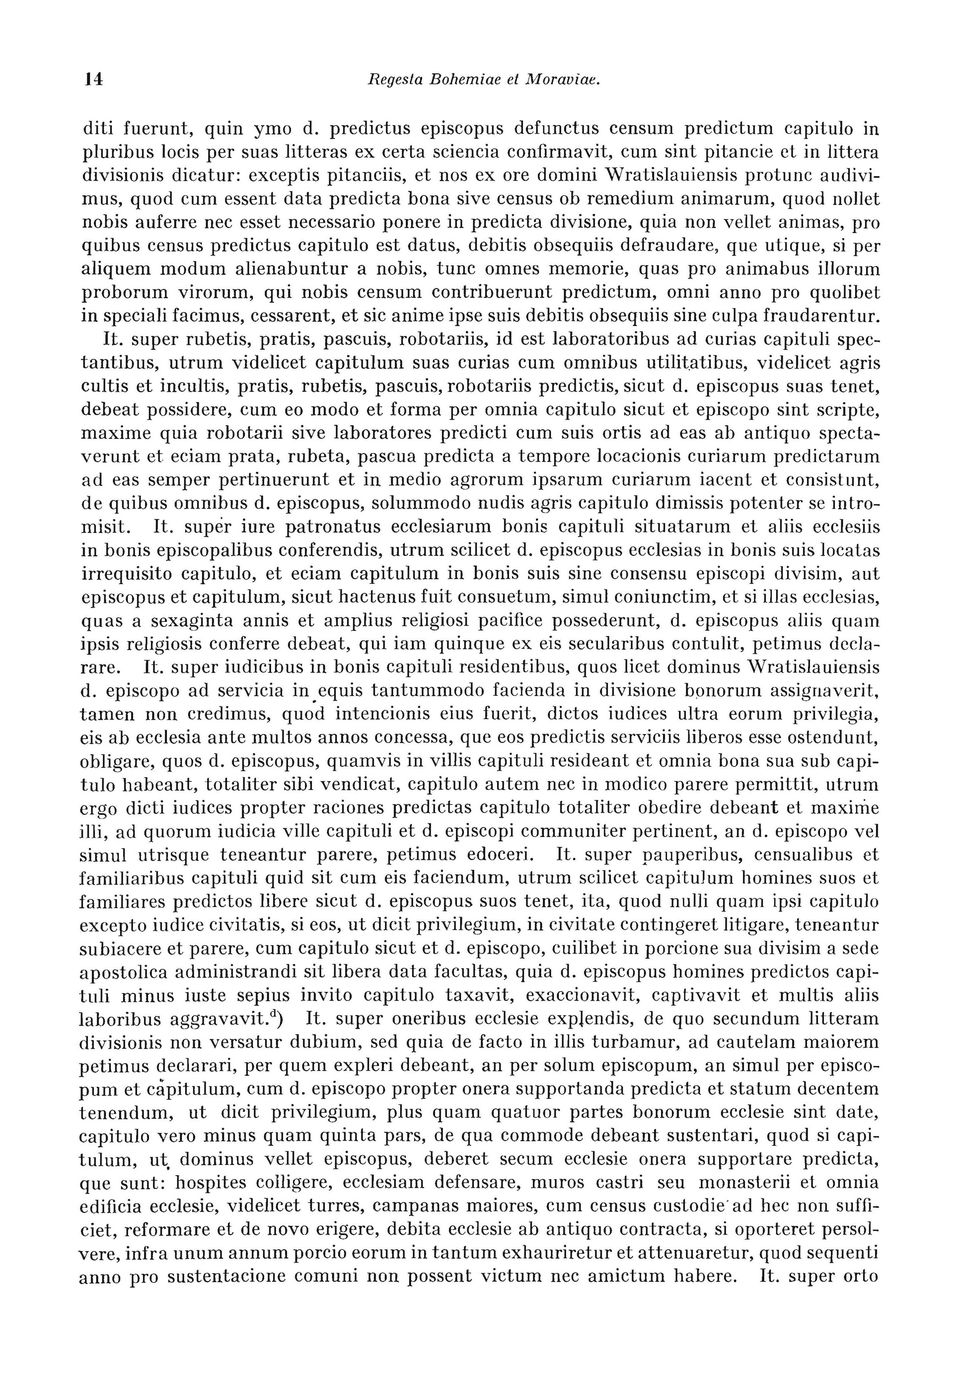 14 Regesta Bohemiae et Moraviae.
diti fuerunt, quin ymo d. predictus episcopus defunctus censum predictum capitulo in
pluribus locis per suas litteras ex certa sciencia confirmavit, cum sint pitancie et in littera
divisionis dicatur: exceptis pitanciis, et nos ex ore domini Wratislauiensis protunc audivi-
mus, quod cum essent data predicta bona sive census ob remedium animarum, quod nollet
nobis auferre nec esset necessario ponere in predicta divisione, quia non vellet animas, pro
quibus census predictus capitulo est datus, debitis obsequiis defraudare, que utique, si per
aliquem modum alienabuntur a nobis, tunc omnes memorie, quas pro animabus illorum
proborum virorum, qui nobis censum contribuerunt predictum, omni anno pro quolibet
in speciali facimus, cessarent, et sic anime ipse suis debitis obsequiis sine culpa fraudarentur.
It. super rubetis, pratis, pascuis, robotariis, id est laboratoribus ad curias capituli spec-
tantibus, utrum videlicet capitulum suas curias cum omnibus utilitatibus, videlicet agris
cultis et incultis, pratis, rubetis, pascuis, robotariis predictis, sicut d. episcopus suas tenet,
debeat possidere, cum eo modo et forma per omnia capitulo sicut et episcopo sint scripte,
maxime quia robotarii sive laboratores predicti cum suis ortis ad eas ab antiquo specta-
verunt et eciam prata, rubeta, pascua predicta a tempore locacionis curiarum predictarum
ad eas semper pertinuerunt et in medio agrorum ipsarum curiarum iacent et consistunt,
de quibus omnibus d. episcopus, solummodo nudis agris capitulo dimissis potenter se intro-
misit. It. super iure patronatus ecclesiarum bonis capituli situatarum et aliis ecclesiis
in bonis episcopalibus conferendis, utrum scilicet d. episcopus ecclesias in bonis suis locatas
irrequisito capitulo, et eciam capitulum in bonis suis sine consensu episcopi divisim, aut
episcopus et capitulum, sicut hactenus fuit consuetum, simul coniunctim, et si illas ecclesias,
quas a sexaginta annis et amplius religiosi pacifice possederunt, d. episcopus aliis quam
ipsis religiosis conferre debeat, qui iam quinque ex eis secularibus contulit, petimus decla-
rare. It. super iudicibus in bonis capituli residentibus, quos licet dominus Wratislauiensis
d. episcopo ad servicia in equis tantummodo facienda in divisione bonorum assignaverit,
tamen non credimus, quod intencionis eius fuerit, dictos iudices ultra eorum privilegia,
eis ab ecclesia ante multos annos concessa, que eos predictis serviciis liberos esse ostendunt,
obligare, quos d. episcopus, quamvis in villis capituli resideant et omnia bona sua sub capi-
tulo habeant, totaliter sibi vendicat, capitulo autem nec in modico parere permittit, utrum
ergo dicti iudices propter raciones predictas capitulo totaliter obedire debeant et maxime
illi, ad quorum iudicia ville capituli et d. episcopi communiter pertinent, an d. episcopo vel
simul utrisque teneantur parere, petimus edoceri. It. super pauperibus, censualibus et
familiaribus capituli quid sit cum eis faciendum, utrum scilicet capitulum homines suos et
familiares predictos libere sicut d. episcopus suos tenet, ita, quod nulli quam ipsi capitulo
excepto iudice civitatis, si eos, ut dicit privilegium, in civitate contingeret litigare, teneantur
subiacere et parere, cum capitulo sicut et d. episcopo, cuilibet in porcione sua divisim a sede
apostolica administrandi sit libera data facultas, quia d. episcopus homines predictos capi-
tuli minus iuste sepius invito capitulo taxavit, exaccionavit, captivavit et multis aliis
laboribus aggravavit.d) It. super oneribus ecclesie explendis, de quo secundum litteram
divisionis non versatur dubium, sed quia de facto in illis turbamur, ad cautelam maiorem
petimus declarari, per quem expleri debeant, an per solum episcopum, an simul per episco-
pum et capitulum, cum d. episcopo propter onera supportanda predicta et statum decentem
tenendum, ut dicit privilegium, plus quam quatuor partes bonorum ecclesie sint date,
capitulo vero minus quam quinta pars, de qua commode debeant sustentari, quod si capi-
tulum, ut dominus vellet episcopus, deberet secum ecclesie onera supportare predicta,
que sunt: hospites colligere, ecclesiam defensare, muros castri seu monasterii et omnia
edificia ecclesie, videlicet turres, campanas maiores, cum census custodie ad hec non suffi-
ciet, reformare et de novo erigere, debita ecclesie ab antiquo contracta, si oporteret persol-
vere, infra unum annum porcio eorum in tantum exhauriretur et attenuaretur, quod sequenti
anno pro sustentacione comuni non possent victum nec amictum habere. It. super orto